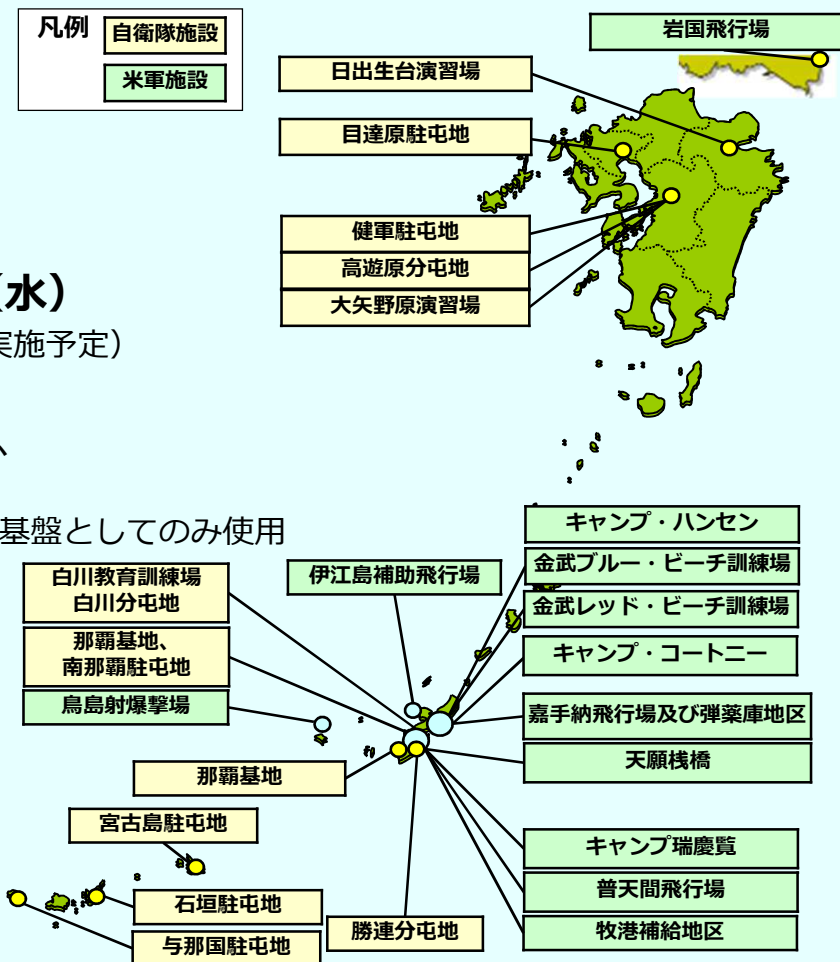 凡例
自衛隊施設
米軍施設
岩国飛行場
日出生台演習場
目達原駐屯地
健軍駐屯地
高遊原分屯地
大矢野原演習場
(水)
実施予定）
基盤としてのみ使用
キャンプ・ハンセン
金武ブルー・ビーチ訓練場
金武レッド・ビーチ訓練場
キャンプ・コートニー
嘉手納飛行場及び弾薬庫地区
天願桟橋
白川教育訓練場
白川分屯地
伊江島補助飛行場
那覇基地、
南那覇駐屯地
鳥島射爆撃場
那覇基地
宮古島駐屯地
石垣駐屯地
与那国駐屯地
勝連分屯地
キャンプ瑞慶覧
普天間飛行場
牧港補給地区